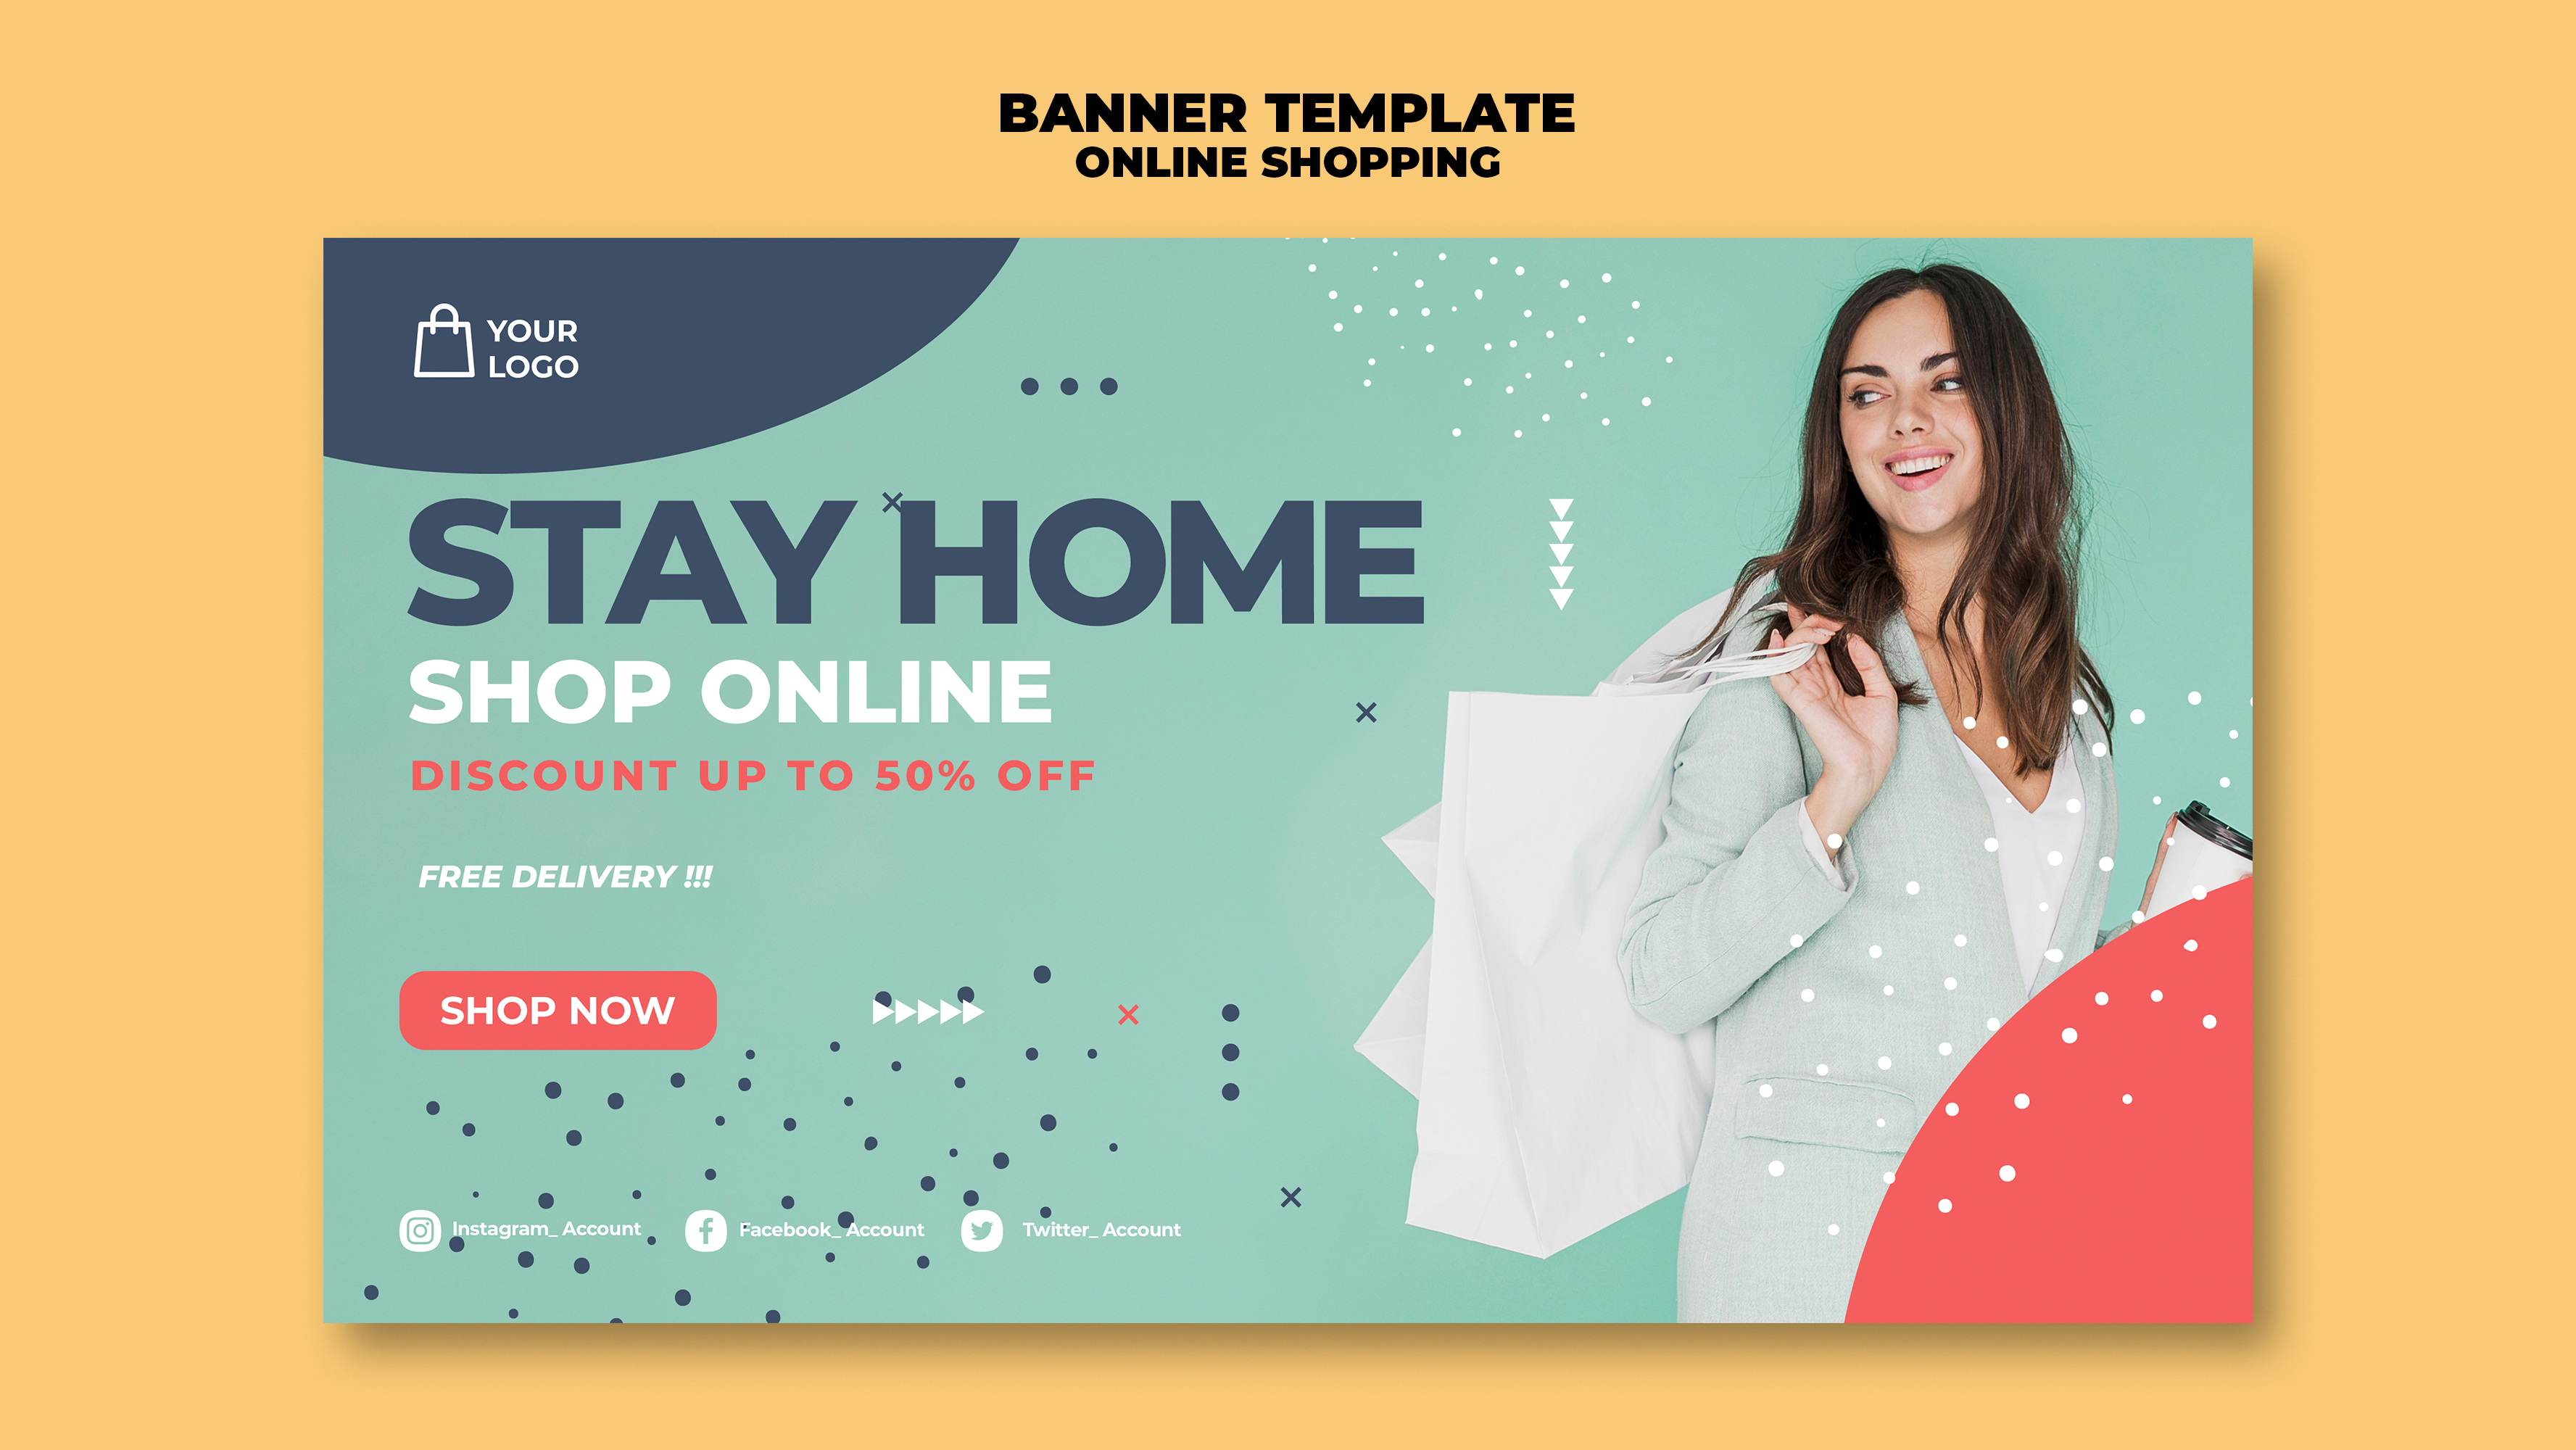 BANNER TEMPLATE
ONLINE SHOPPING
YOUR
LOGO
STAY HOME
SHOP ONLINE
DISCOUNT UP TO 50% OFF
FREE DELIVERY !!!
SHOP NOW
Instagram_ Account
Facebook_ Account
Twitter_ Account